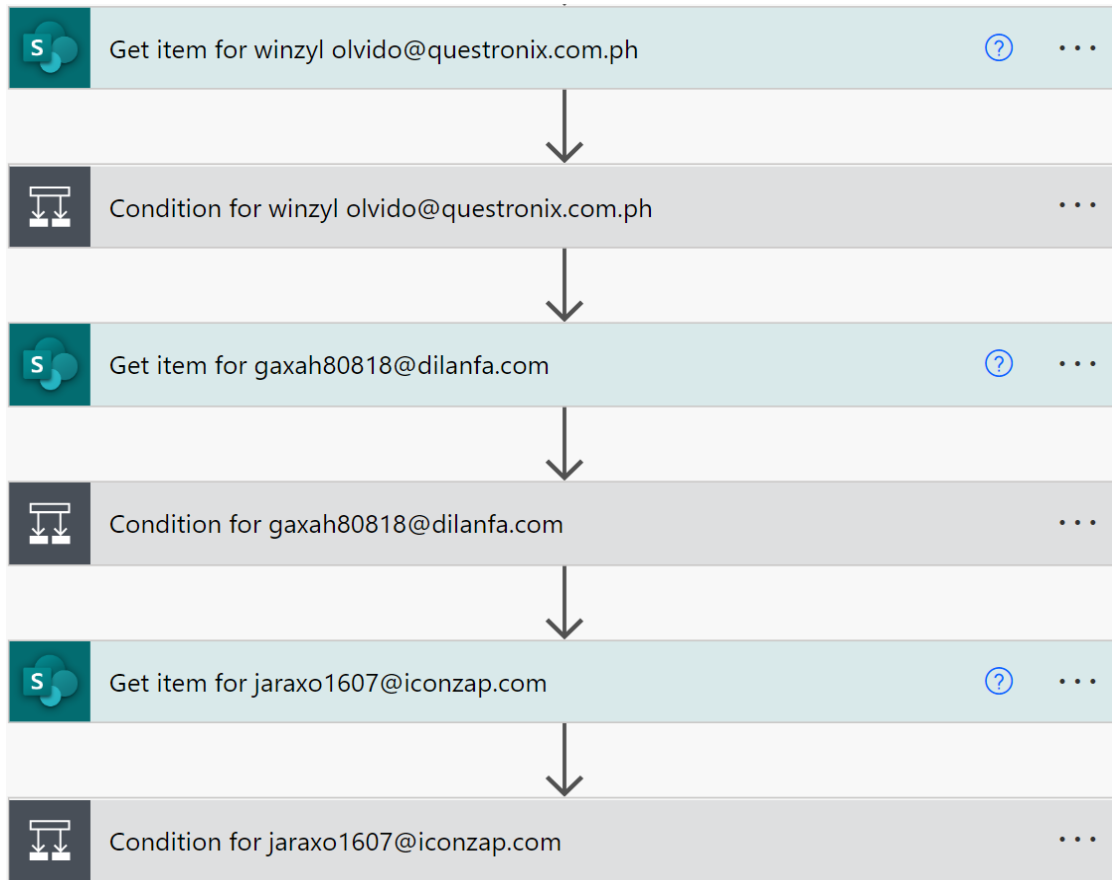 S
Get item for winzyl olvido@questronix.com.ph
?
Condition for winzyl olvido@questronix.com.ph
S
Get item for gaxah80818@dilanfa.com
?
Condition for gaxah80818@dilanfa.com
S
Get item for jaraxo1607@iconzap.com
?
Condition for jaraxo1607@iconzap.com